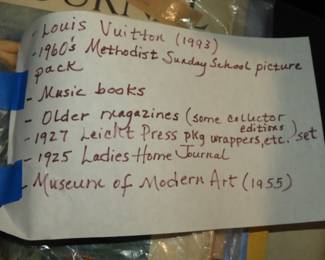 - Louis Vuitton (1993)
- 1960's Methodist Sunday School picture
pack
- Music books
- Older magazines (some collector
editions)
- 1927 Leicht Press pkg wrappers, etc. set
- 1925 Ladies Home Journal
- Museum of Modern Art (1955)